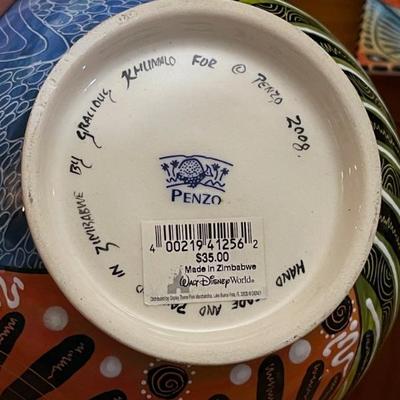 HAND MADE AND PA IN ZIMBABWE BY GRACIOUS KHUMALO FOR © PENZO 2008.
PENZO
4 00219 41256 2
$35.00
Made in Zimbabwe
Walt Disney World